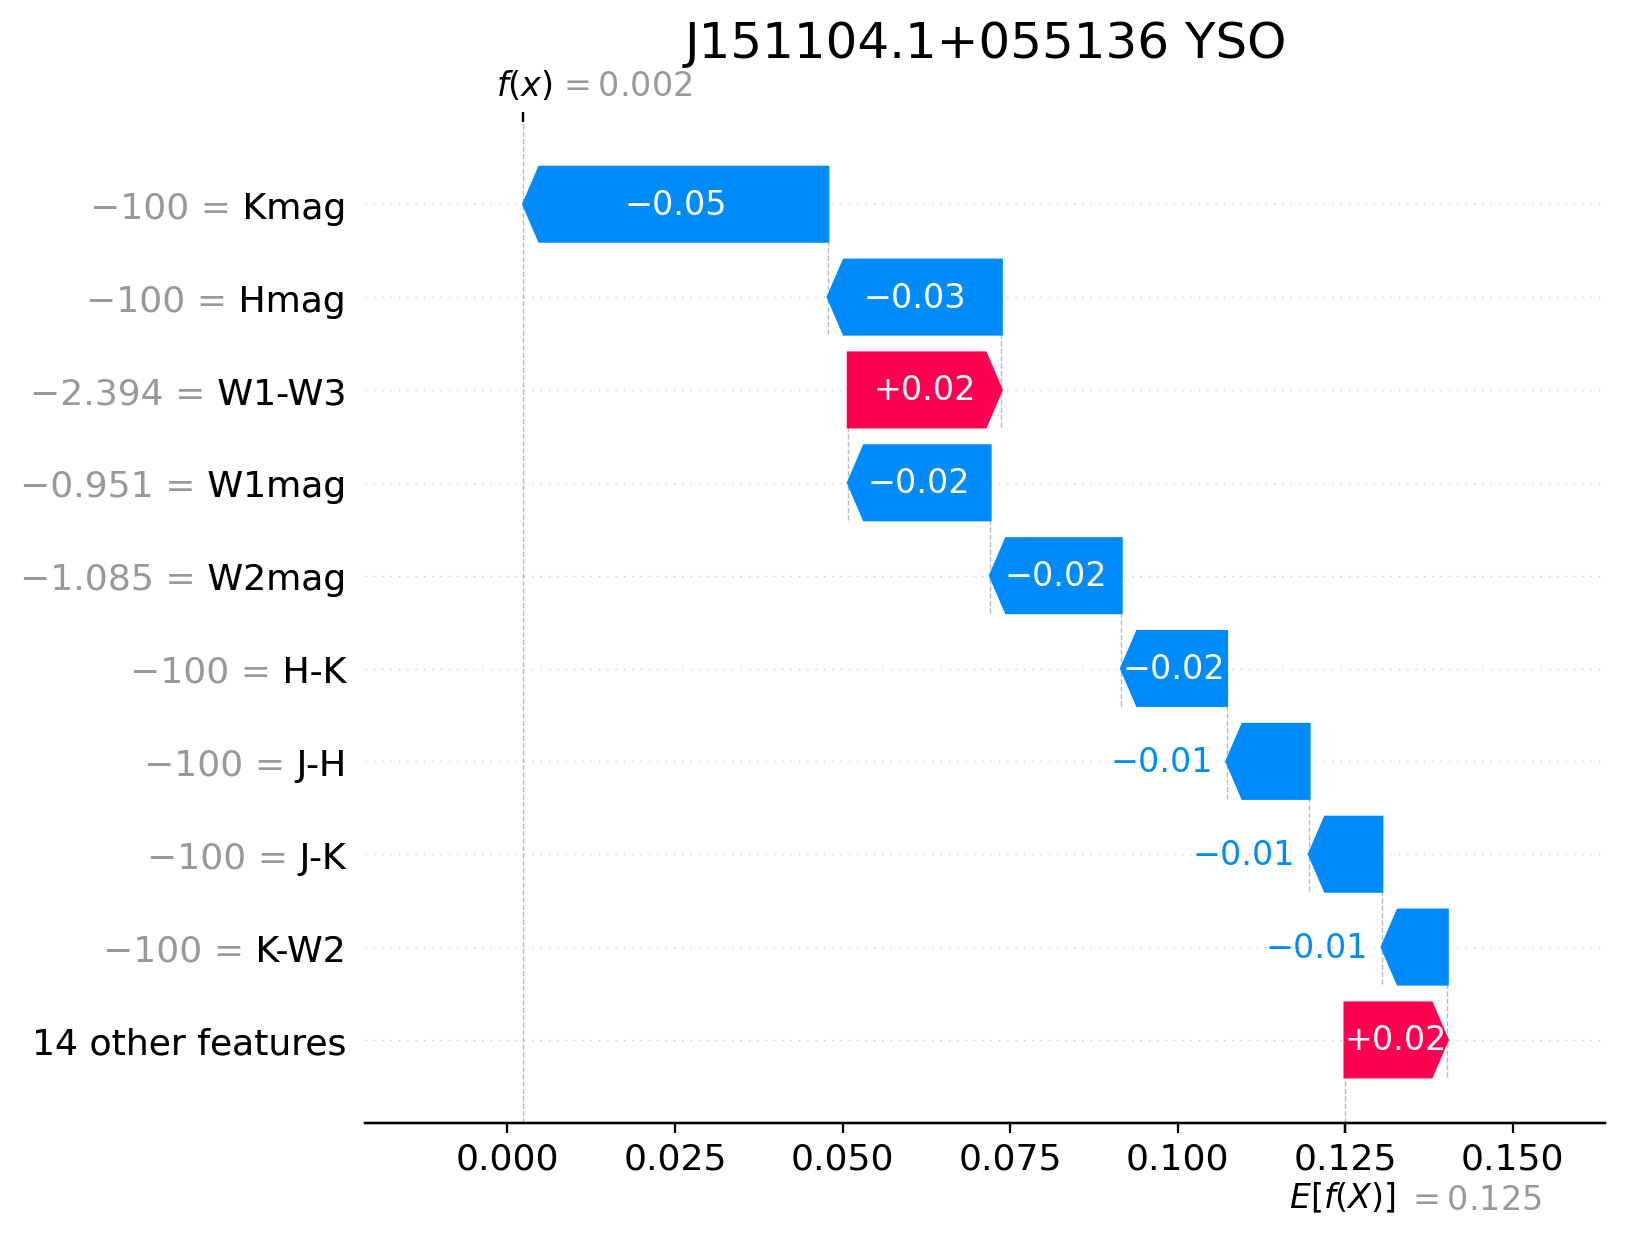 J151104.1+055136 YSO
f(x) = 0.002
−100 = Kmag
−0.05
−100 = Hmag
−0.03
−2.394 = W1-W3
+0.02
−0.951 = W1mag
−0.02
−1.085 = W2mag
−0.02
−100 = H-K
−0.02
−100 = J-H
−0.01
−100 = J-K
−0.01
−100 = K-W2
−0.01
14 other features
+0.02
0.000 0.025 0.050 0.075 0.100 0.125 0.150
E[f(X)] = 0.125